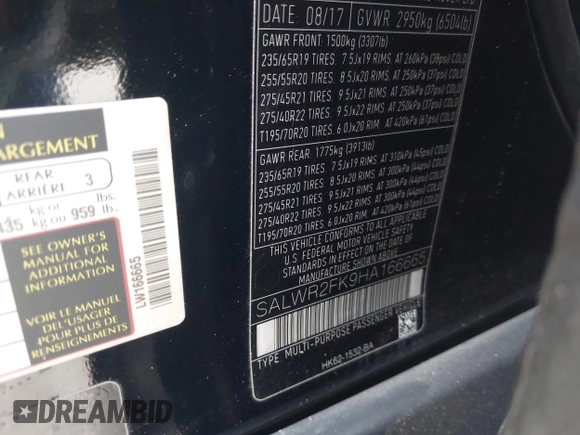 DATE 08/17 GVWR 2950kg (6504lb)
GAWR FRONT 1500kg (3307lb)
235/65R19 TIRES 7.5Jx19 RIMS AT 260kPa (38psi) COLD
255/55R20 TIRES 8.5Jx20 RIMS AT 250kPa (37psi) COLD
275/45R21 TIRES 9.5Jx21 RIMS AT 250kPa (37psi) COLD
275/40R22 TIRES 9.5Jx22 RIMS AT 250kPa (37psi) COLD
T195/70R20 TIRES 6.0Jx20 RIM. AT 420kPa (61psi) COLD
GAWR REAR 1775kg (3913lb)
235/65R19 TIRES 7.5Jx19 RIMS AT 310kPa (45psi) COLD
255/55R20 TIRES 8.5Jx20 RIMS AT 300kPa (44psi) COLD
275/45R21 TIRES 9.5Jx21 RIMS AT 300kPa (44psi) COLD
275/40R22 TIRES 9.5Jx22 RIMS AT 300kPa (44psi) COLD
T195/70R20 TIRES 6.0Jx20 RIM. AT 420kPa (61psi) COLD
THIS VEHICLE CONFORMS TO ALL APPLICABLE
U.S. FEDERAL MOTOR VEHICLE SAFETY
STANDARDS IN EFFECT ON THE DATE OF
MANUFACTURE SHOWN ABOVE.
SALWR2FK9HA166665
TYPE MULTI-PURPOSE PASSENGER VEHICLE
HK62-1532-BA
ARGEMENT
REAR
ARRIÈRE 3
435 kg or kg ou 959 lbs. lb.
SEE OWNER'S
MANUAL FOR
ADDITIONAL
INFORMATION
VOIR LE MANUEL
DE L'USAGER
POUR PLUS DE
RENSEIGNEMENTS
LW166665
DREAMBID